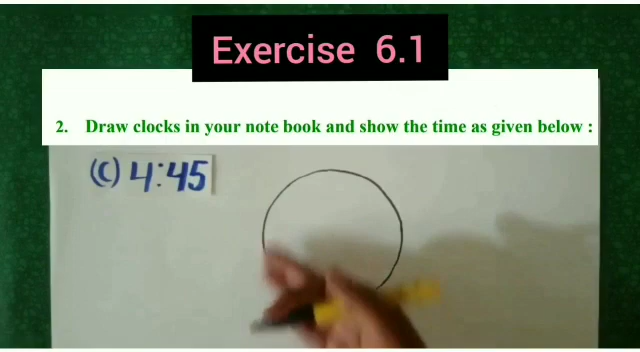 Exercise 6.1
2. Draw clocks in your note book and show the time as given below :
(C) 4:45